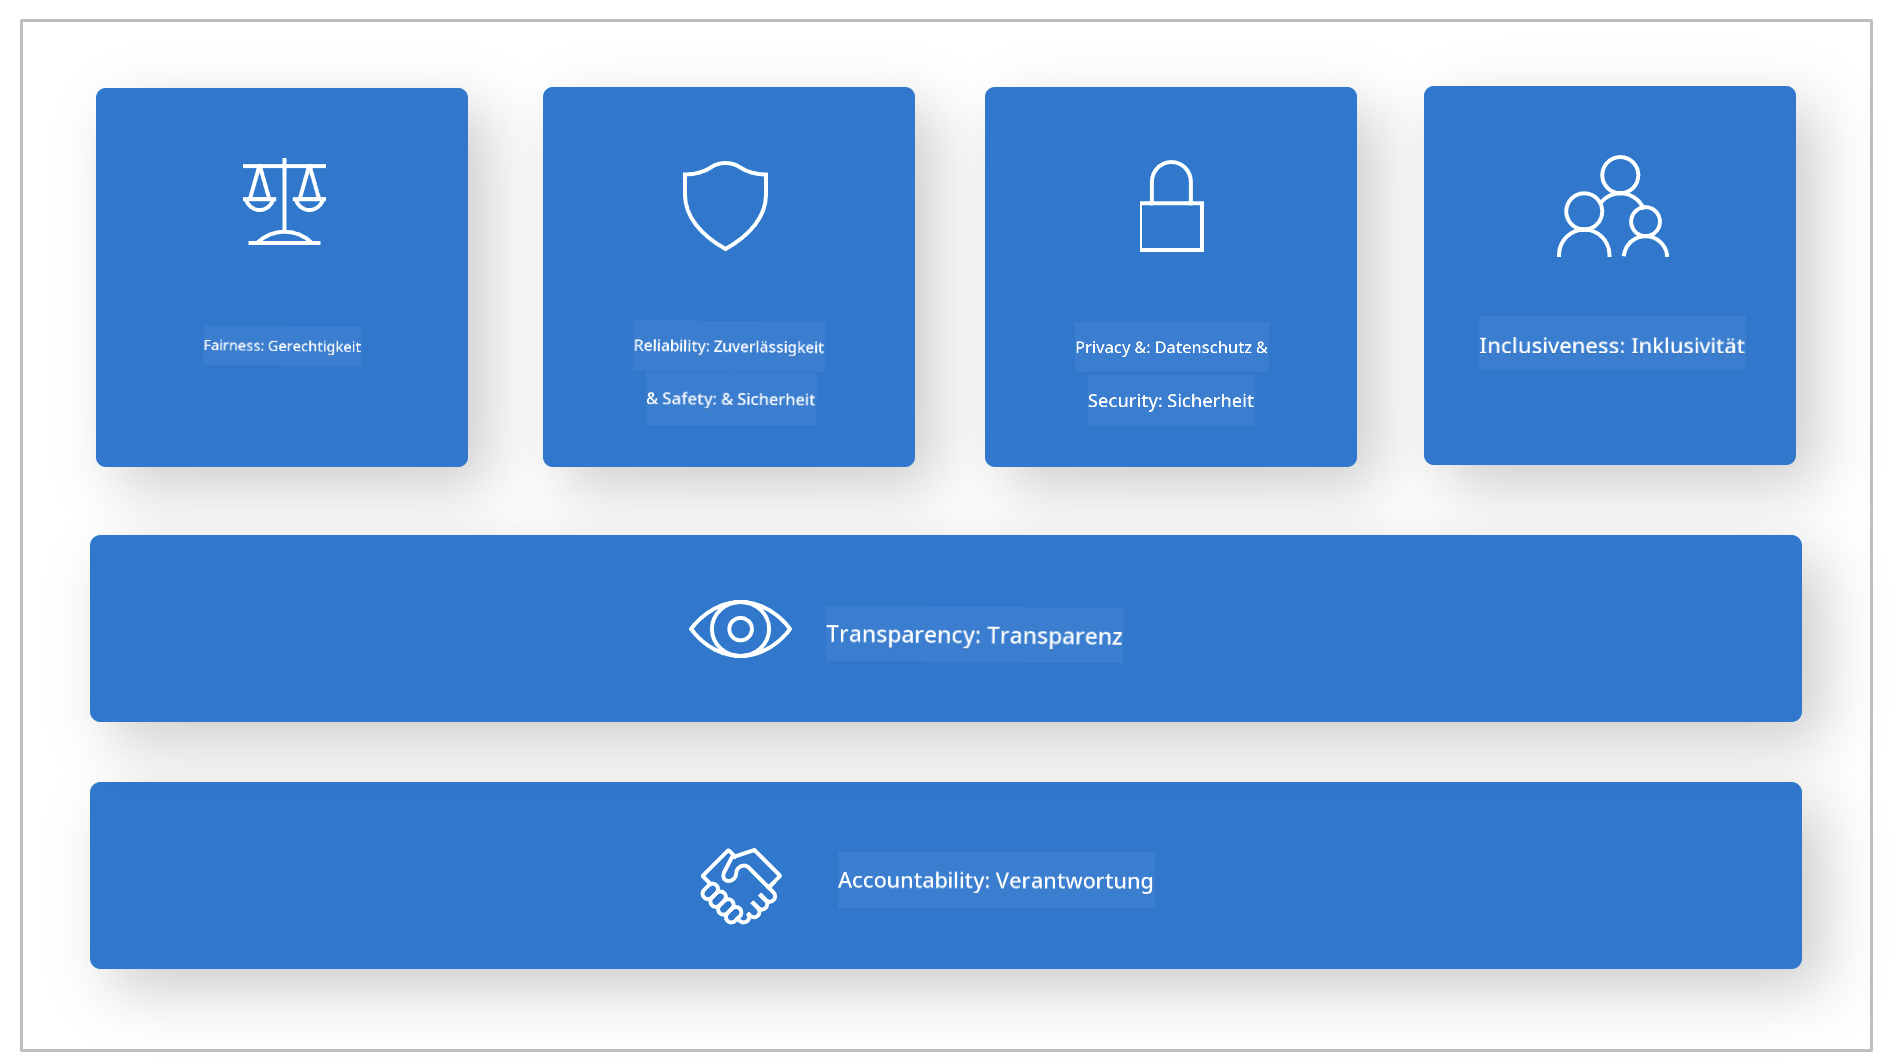 Fairness: Gerechtigkeit
Reliability: Zuverlässigkeit
& Safety: & Sicherheit
Privacy &: Datenschutz &
Security: Sicherheit
Inclusiveness: Inklusivität
Transparency: Transparenz
Accountability: Verantwortung